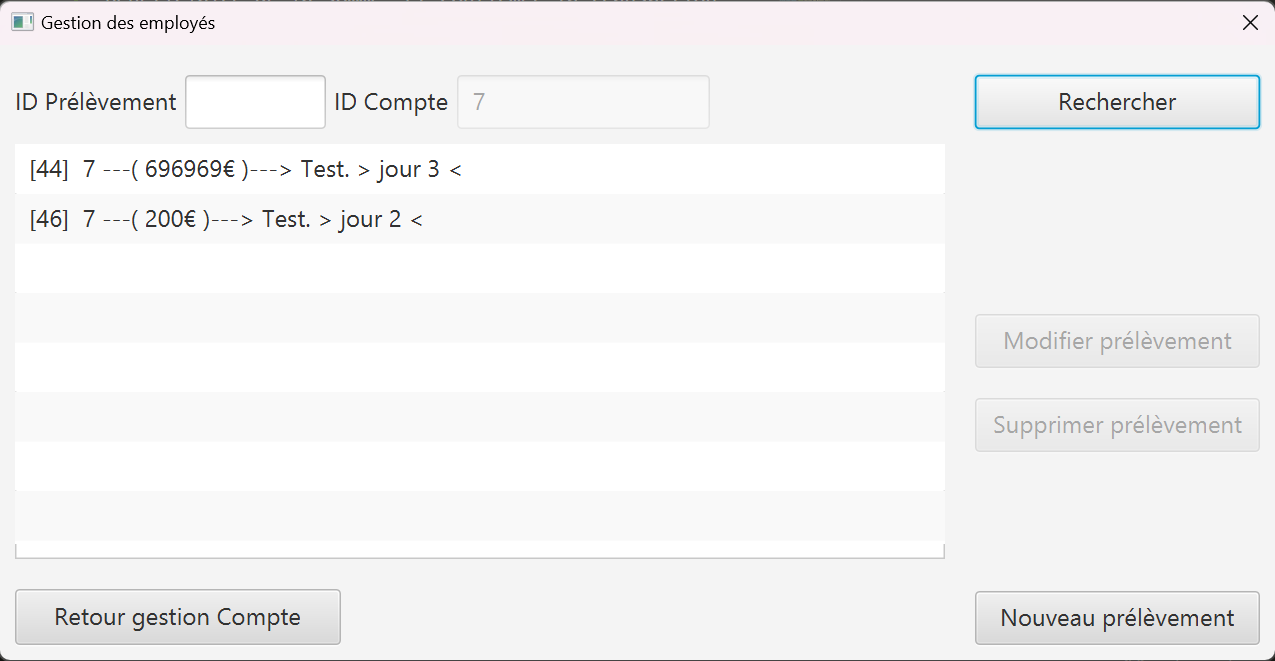 Gestion des employés
ID Prélèvement ID Compte 7 Rechercher
[44] 7 ---( 696969€ )---> Test. > jour 3 <
[46] 7 ---( 200€ )---> Test. > jour 2 <
Modifier prélèvement
Supprimer prélèvement
Retour gestion Compte Nouveau prélèvement